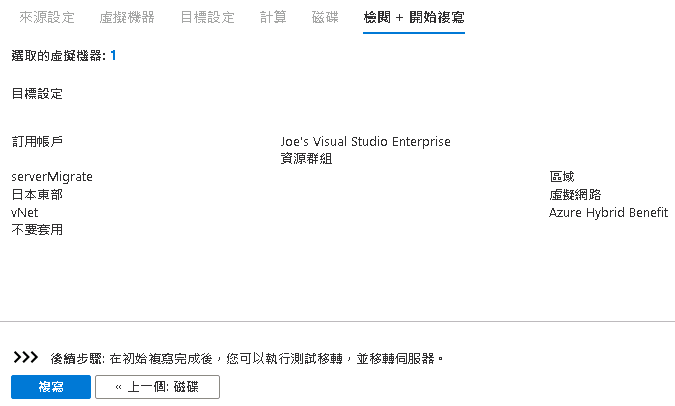 來源設定 虛擬機器 目標設定 計算 磁碟 檢閱 + 開始複寫
選取的虛擬機器: 1
目標設定
訂用帳戶 Joe's Visual Studio Enterprise
資源群組
serverMigrate 區域
日本東部 虛擬網路
vNet Azure Hybrid Benefit
不要套用
>>> 後續步驟: 在初始複寫完成後，您可以執行測試移轉，並移轉伺服器。
複寫 « 上一個: 磁碟